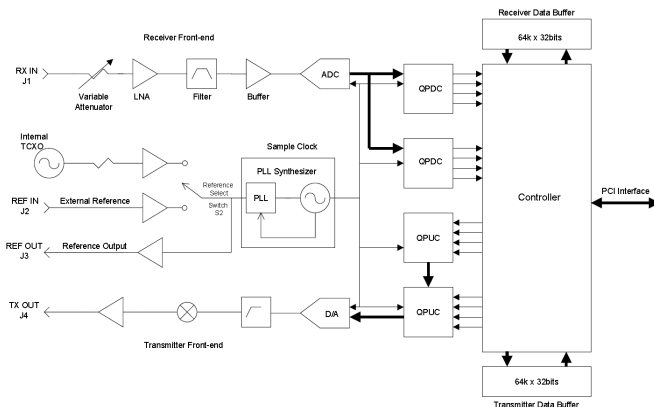 Receiver Data Buffer
64k x 32bits
Receiver Front-end
RX IN
J1
Variable
Attenuator
LNA
Filter
Buffer
ADC
QPDC
Internal
TCXO
Sample Clock
PLL Synthesizer
PLL
Reference
Select
Switch
S2
QPDC
Controller
PCI Interface
REF IN
J2
External Reference
REF OUT
J3
Reference Output
QPUC
TX OUT
J4
D/A
QPUC
Transmitter Front-end
64k x 32bits
Transmitter Data Buffer